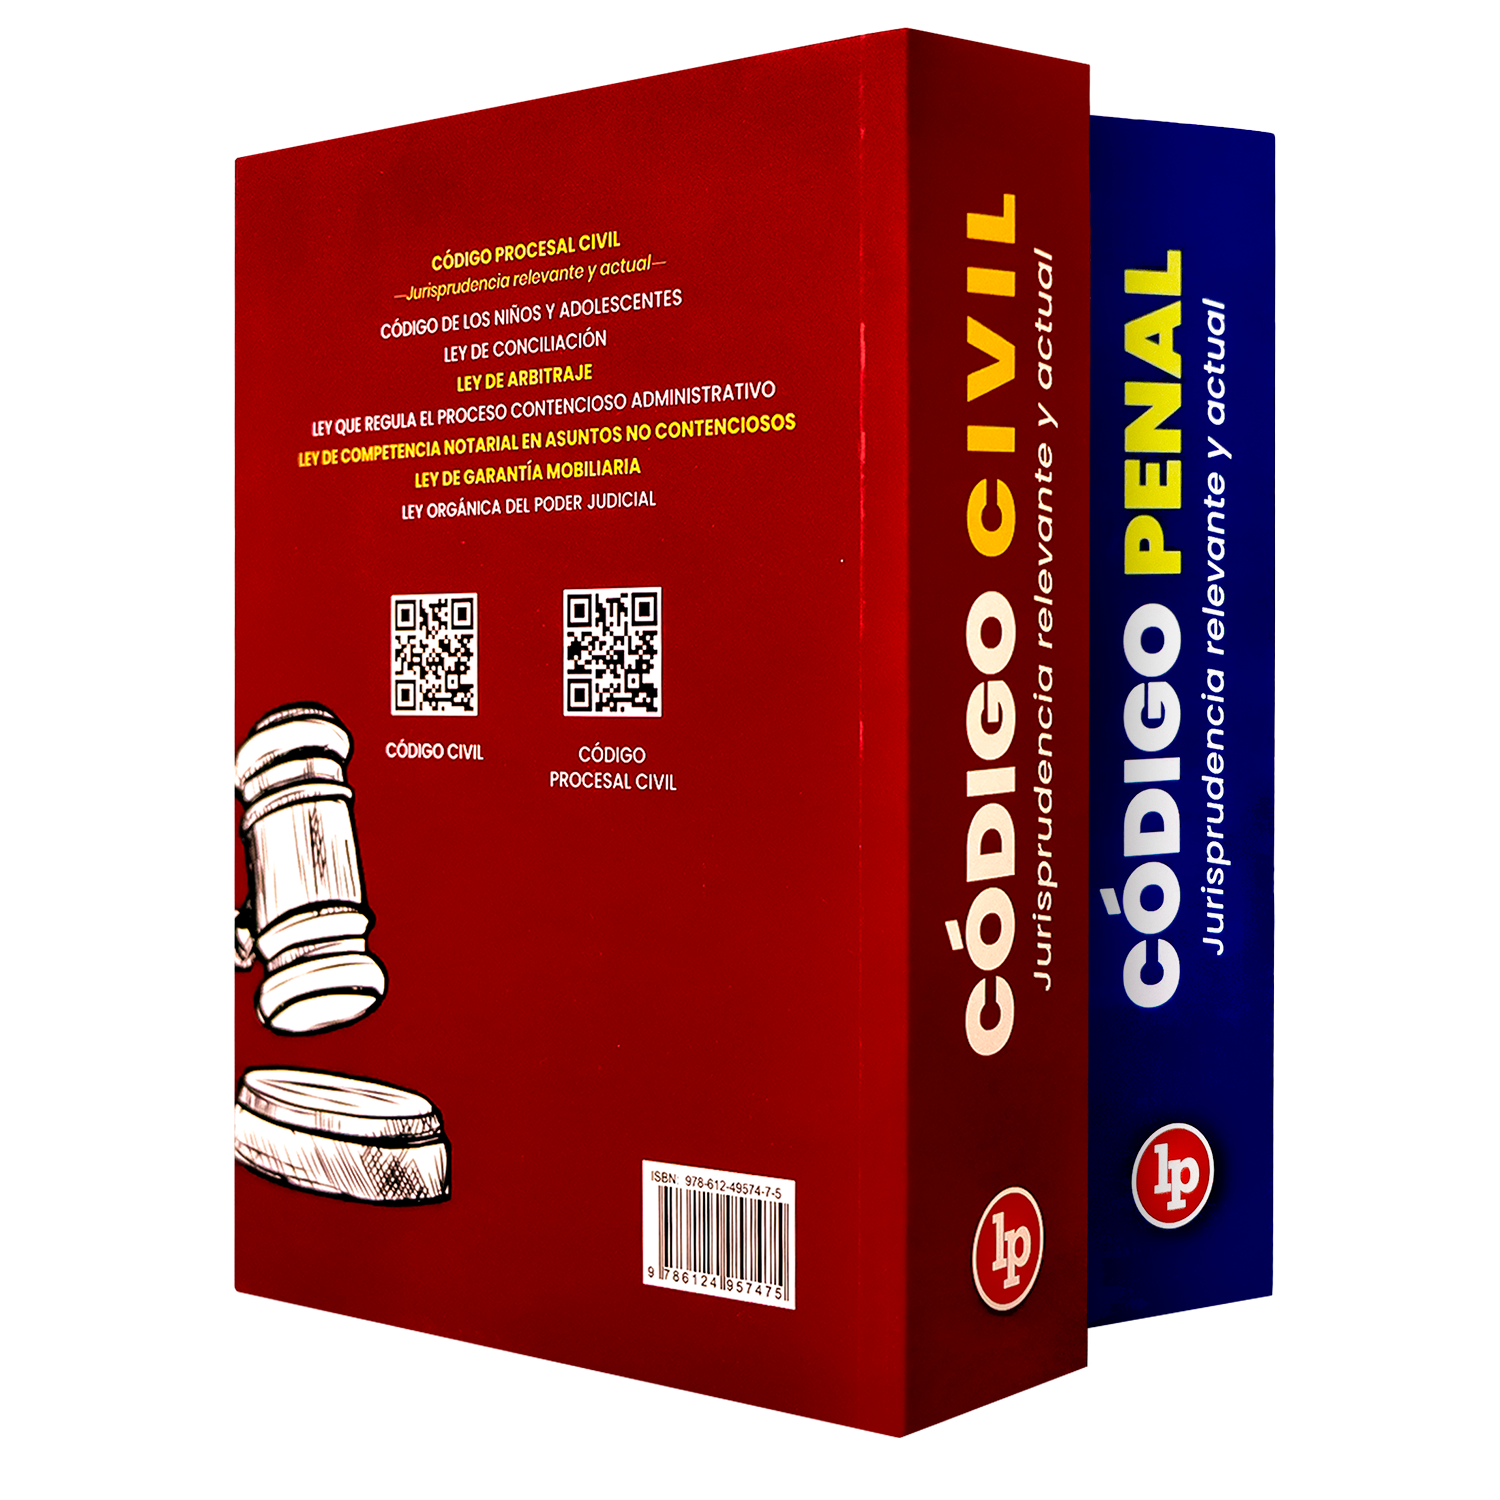 CÓDIGO PROCESAL CIVIL
—Jurisprudencia relevante y actual—
CÓDIGO DE LOS NIÑOS Y ADOLESCENTES
LEY DE CONCILIACIÓN
LEY DE ARBITRAJE
LEY QUE REGULA EL PROCESO CONTENCIOSO ADMINISTRATIVO
LEY DE COMPETENCIA NOTARIAL EN ASUNTOS NO CONTENCIOSOS
LEY DE GARANTÍA MOBILIARIA
LEY ORGÁNICA DEL PODER JUDICIAL
CÓDIGO CIVIL
CÓDIGO
PROCESAL CIVIL
ISBN: 978-612-49574-7-5
9 786124 957475
CÓDIGO CIVIL
Jurisprudencia relevante y actual
lp
CÓDIGO PENAL
Jurisprudencia relevante y actual
lp